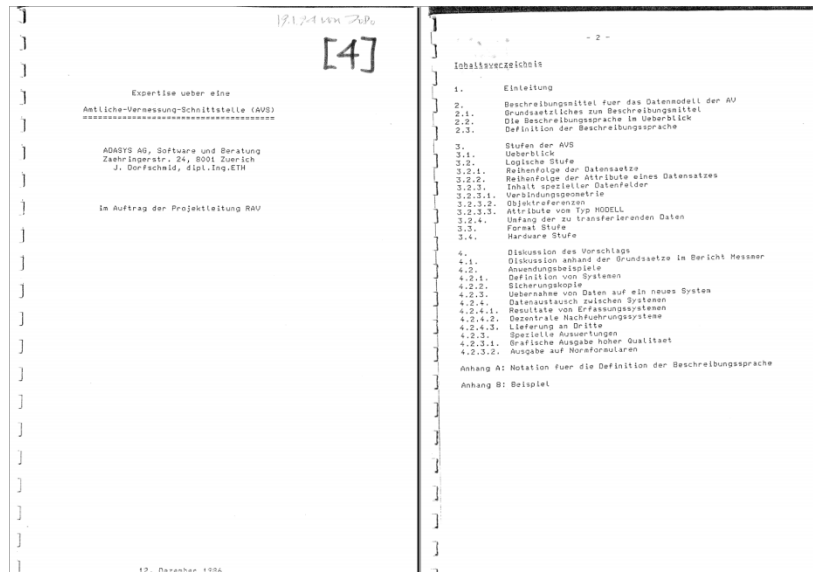 [4]
Expertise ueber eine
Amtliche-Vermessung-Schnittstelle (AVS)
ADASYS AG, Software und Beratung
Zaehringerstr. 24, 8001 Zuerich
J. Dorfschmid, dipl.Ing.ETH
im Auftrag der Projektleitung RAV
12. Dezember
- 2 -
Inhaltsverzeichnis
1. Einleitung
2. Beschreibungsmittel fuer das Datenmodell der AV
2.1. Grundsaetzliches zum Beschreibungsmittel
2.2. Die Beschreibungssprache im Ueberblick
2.3. Definition der Beschreibungssprache
3. Stufen der AVS
3.1. Ueberblick
3.2. Logische Stufe
3.2.1. Reihenfolge der Datensaetze
3.2.2. Reihenfolge der Attribute eines Datensatzes
3.2.3. Inhalt spezieller Datenfelder
3.2.3.1. Verbindungsgeometrie
3.2.3.2. Objektreferenzen
3.2.3.3. Attribute vom Typ MODELL
3.2.4. Umfang der zu transferierenden Daten
3.3. Format Stufe
3.4. Hardware Stufe
4. Diskussion des Vorschlags
4.1. Diskussion anhand der Grundsaetze im Bericht Messmer
4.2. Anwendungsbeispiele
4.2.1. Definition von Systemen
4.2.2. Sicherungskopie
4.2.3. Uebernahme von Daten auf ein neues System
4.2.4. Datenaustausch zwischen Systemen
4.2.4.1. Resultate von Erfassungssystemen
4.2.4.2. Dezentrale Nachfuehrungssysteme
4.2.4.3. Lieferung an Dritte
4.2.3. Spezielle Auswertungen
4.2.3.1. Grafische Ausgabe hoher Qualitaet
4.2.3.2. Ausgabe auf Normformularen
Anhang A: Notation fuer die Definition der Beschreibungssprache
Anhang B: Beispiel